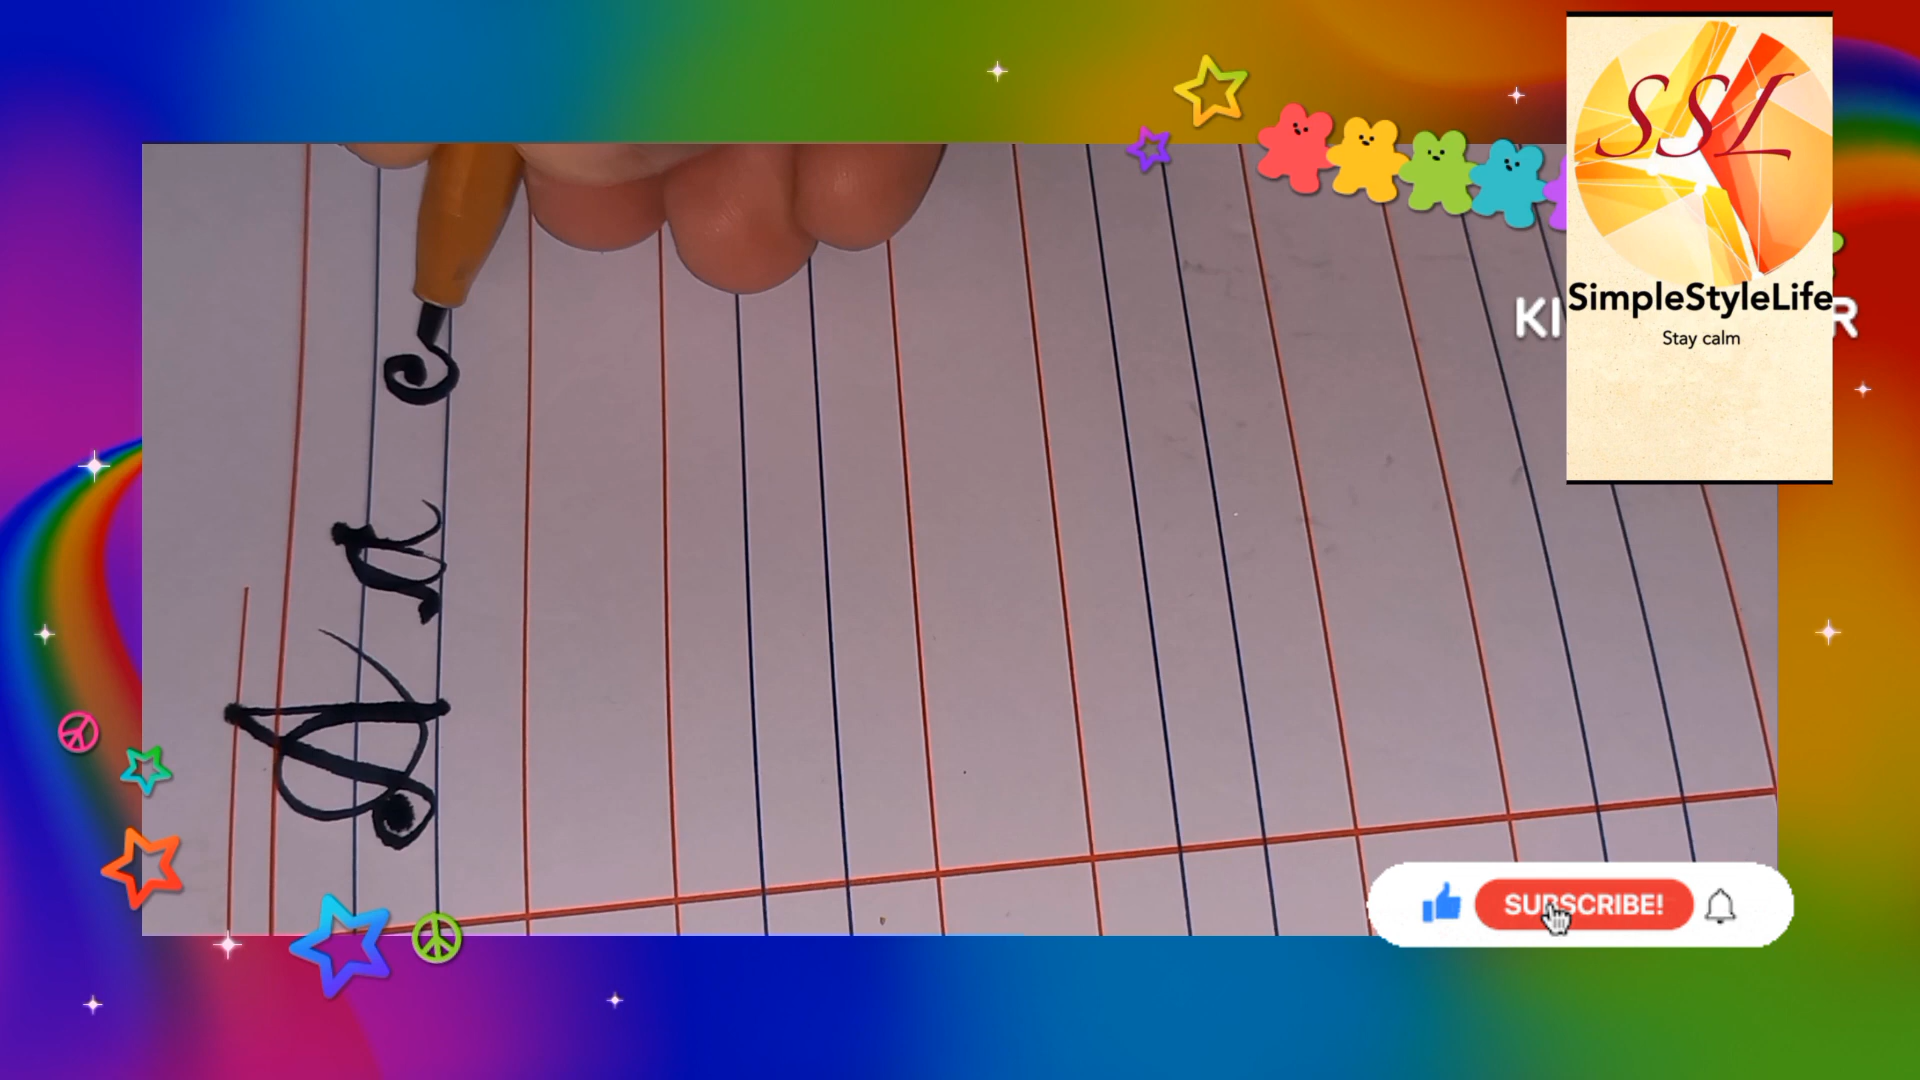 A a
SSL
SimpleStyleLife
Stay calm
SUBSCRIBE!